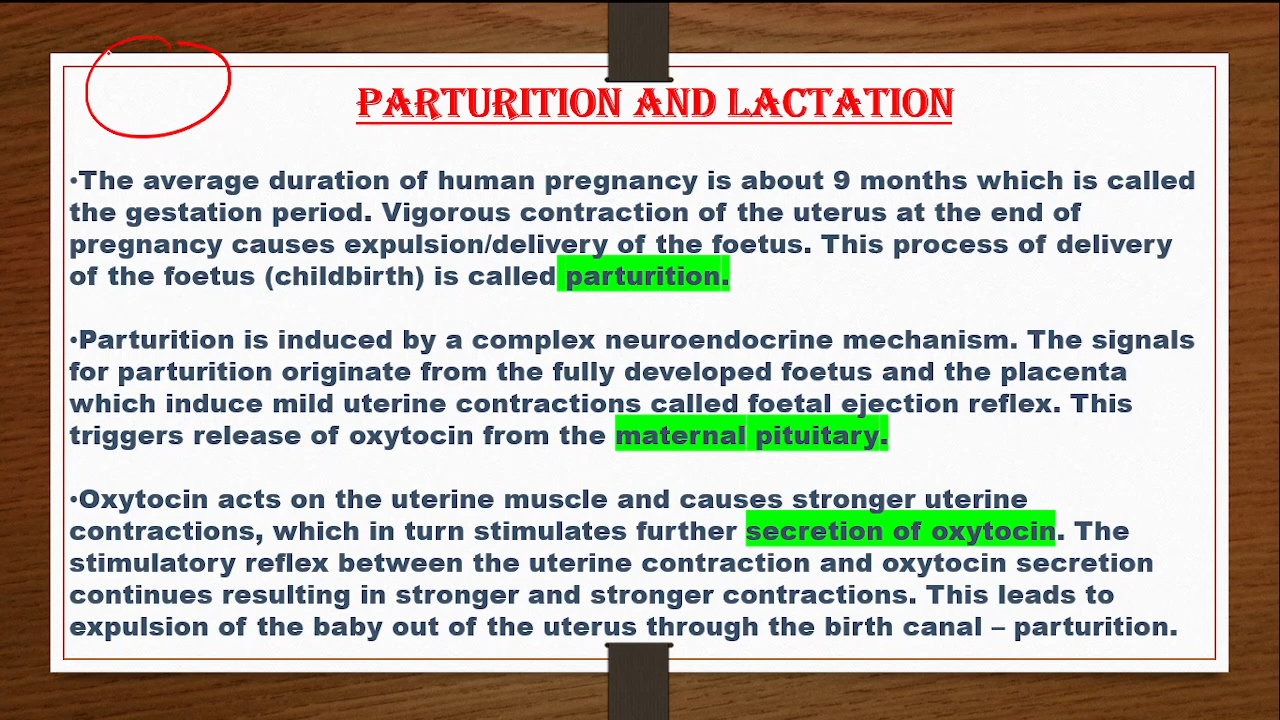 PARTURITION AND LACTATION
•The average duration of human pregnancy is about 9 months which is called
the gestation period. Vigorous contraction of the uterus at the end of
pregnancy causes expulsion/delivery of the foetus. This process of delivery
of the foetus (childbirth) is called parturition.
•Parturition is induced by a complex neuroendocrine mechanism. The signals
for parturition originate from the fully developed foetus and the placenta
which induce mild uterine contractions called foetal ejection reflex. This
triggers release of oxytocin from the maternal pituitary.
•Oxytocin acts on the uterine muscle and causes stronger uterine
contractions, which in turn stimulates further secretion of oxytocin. The
stimulatory reflex between the uterine contraction and oxytocin secretion
continues resulting in stronger and stronger contractions. This leads to
expulsion of the baby out of the uterus through the birth canal – parturition.